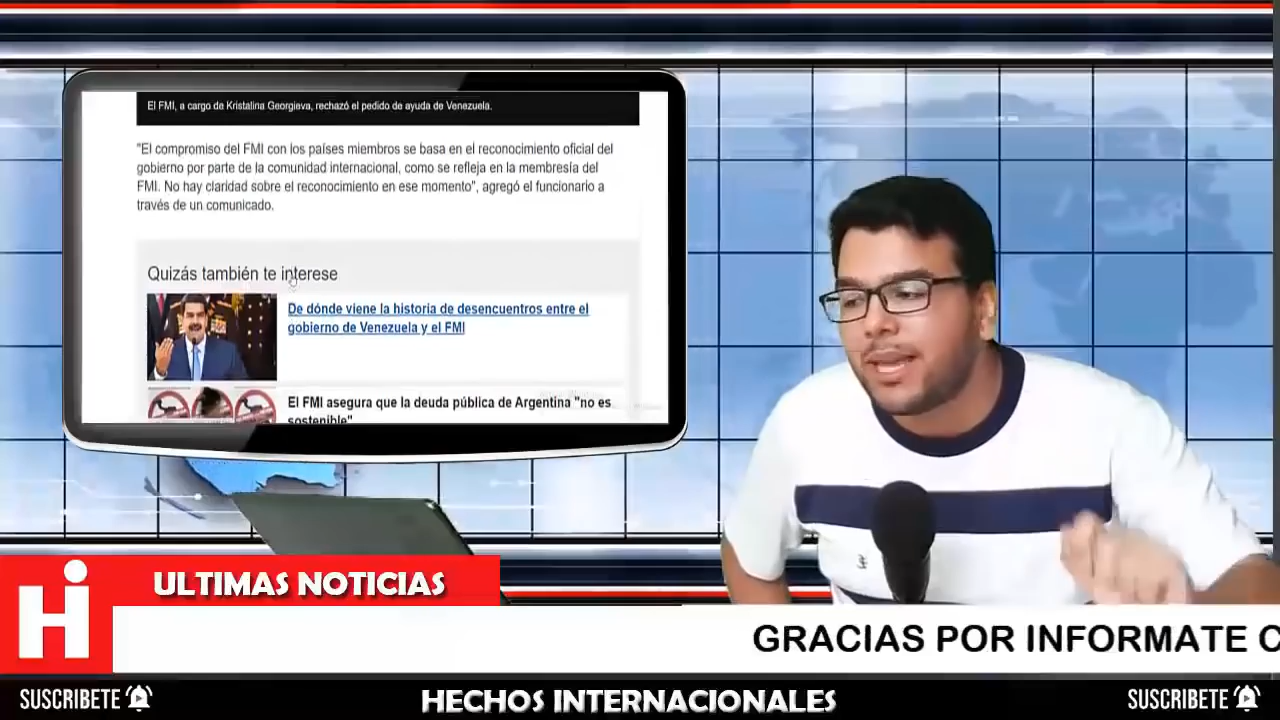 El FMI, a cargo de Kristalina Georgieva, rechazó el pedido de ayuda de Venezuela.
"El compromiso del FMI con los países miembros se basa en el reconocimiento oficial del
gobierno por parte de la comunidad internacional, como se refleja en la membresía del
FMI. No hay claridad sobre el reconocimiento en ese momento", agregó el funcionario a
través de un comunicado.
Quizás también te interese
De dónde viene la historia de desencuentros entre el
gobierno de Venezuela y el FMI
El FMI asegura que la deuda pública de Argentina "no es
sostenible"
Hi
ULTIMAS NOTICIAS
GRACIAS POR INFORMATE C
SUSCRIBETE
HECHOS INTERNACIONALES
SUSCRIBETE